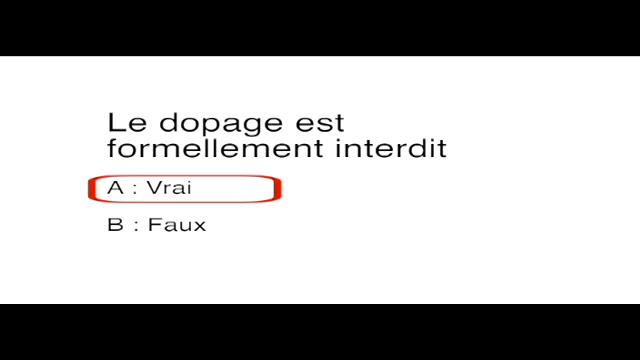 Le dopage est
formellement interdit
A : Vrai
B : Faux